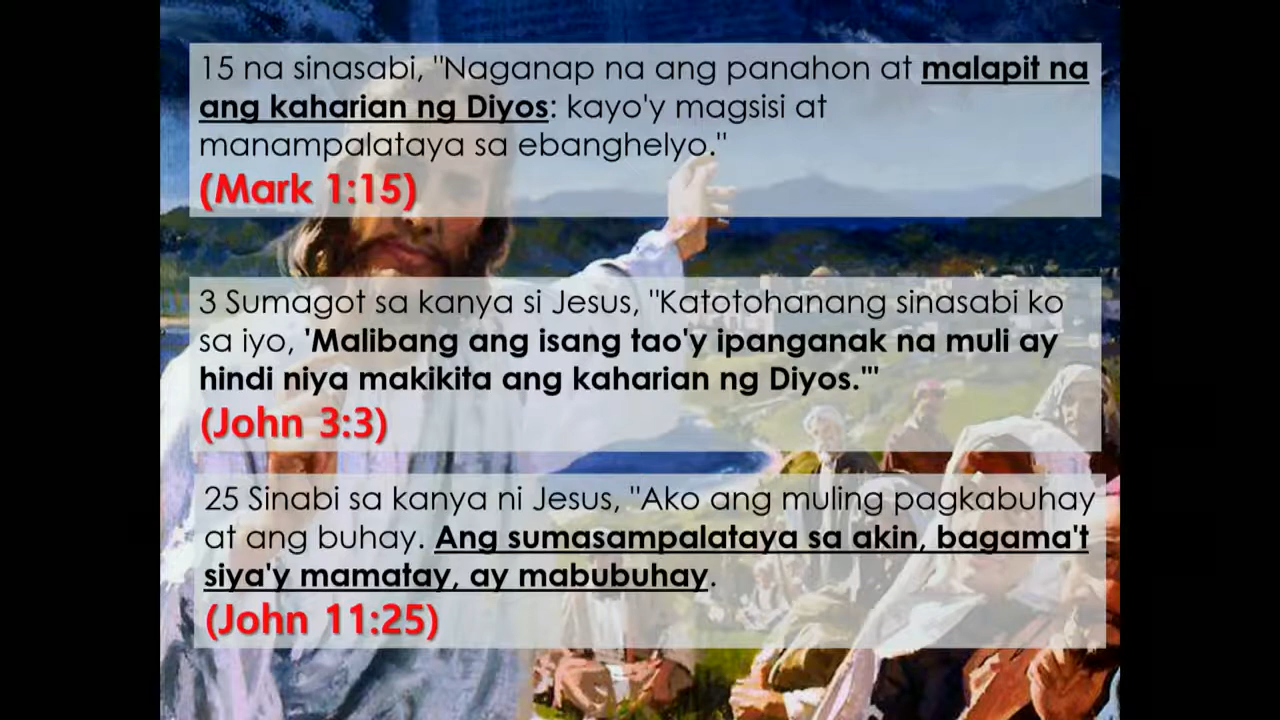 15 na sinasabi, "Naganap na ang panahon at malapit na
ang kaharian ng Diyos: kayo'y magsisi at
manampalataya sa ebanghelyo."
(Mark 1:15)
3 Sumagot sa kanya si Jesus, "Katotohanang sinasabi ko
sa iyo, 'Malibang ang isang tao'y ipanganak na muli ay
hindi niya makikita ang kaharian ng Diyos.'"
(John 3:3)
25 Sinabi sa kanya ni Jesus, "Ako ang muling pagkabuhay
at ang buhay. Ang sumasampalataya sa akin, bagama't
siya'y mamatay, ay mabubuhay.
(John 11:25)